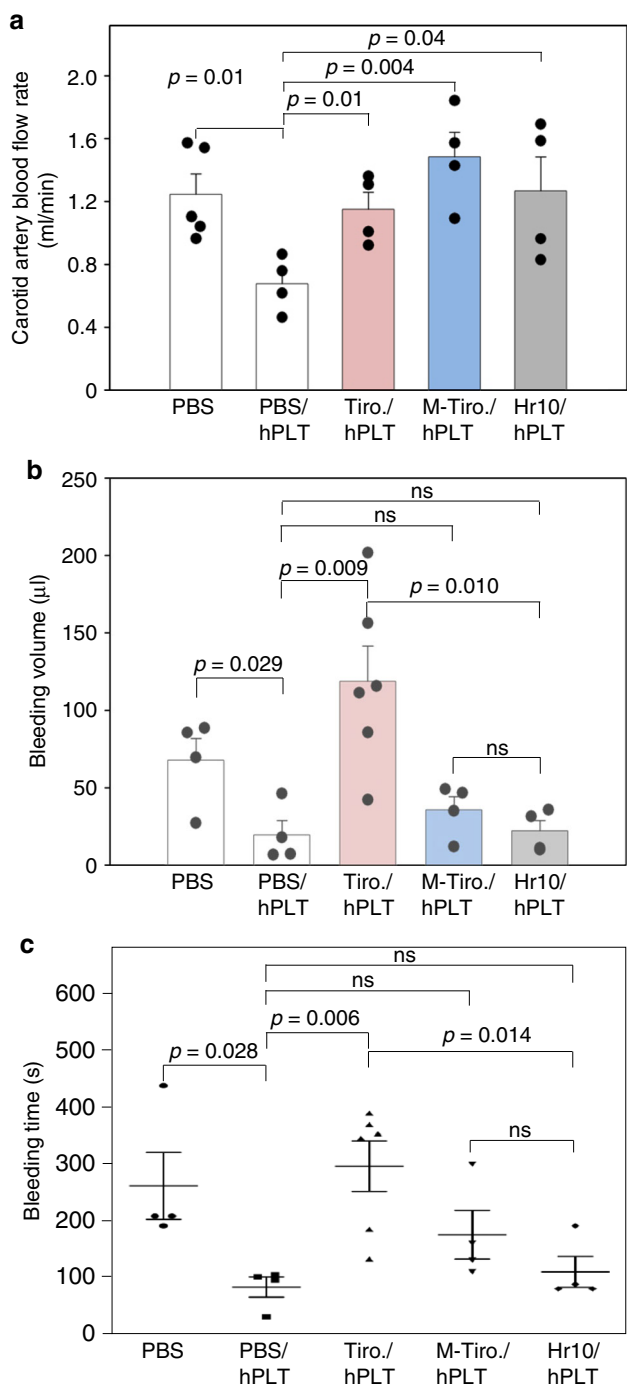 a
Carotid artery blood flow rate
(ml/min)
2.0
1.6
1.2
0.8
0.4
0
p = 0.04
p = 0.01
p = 0.004
p = 0.01
PBS
PBS/
hPLT
Tiro./
hPLT
M-Tiro./
hPLT
Hr10/
hPLT
b
Bleeding volume (µl)
250
200
150
100
50
0
ns
ns
p = 0.009
p = 0.010
p = 0.029
ns
PBS
PBS/
hPLT
Tiro./
hPLT
M-Tiro./
hPLT
Hr10/
hPLT
c
Bleeding time (s)
600
500
400
300
200
100
0
ns
ns
p = 0.006
p = 0.014
p = 0.028
ns
PBS
PBS/
hPLT
Tiro./
hPLT
M-Tiro./
hPLT
Hr10/
hPLT